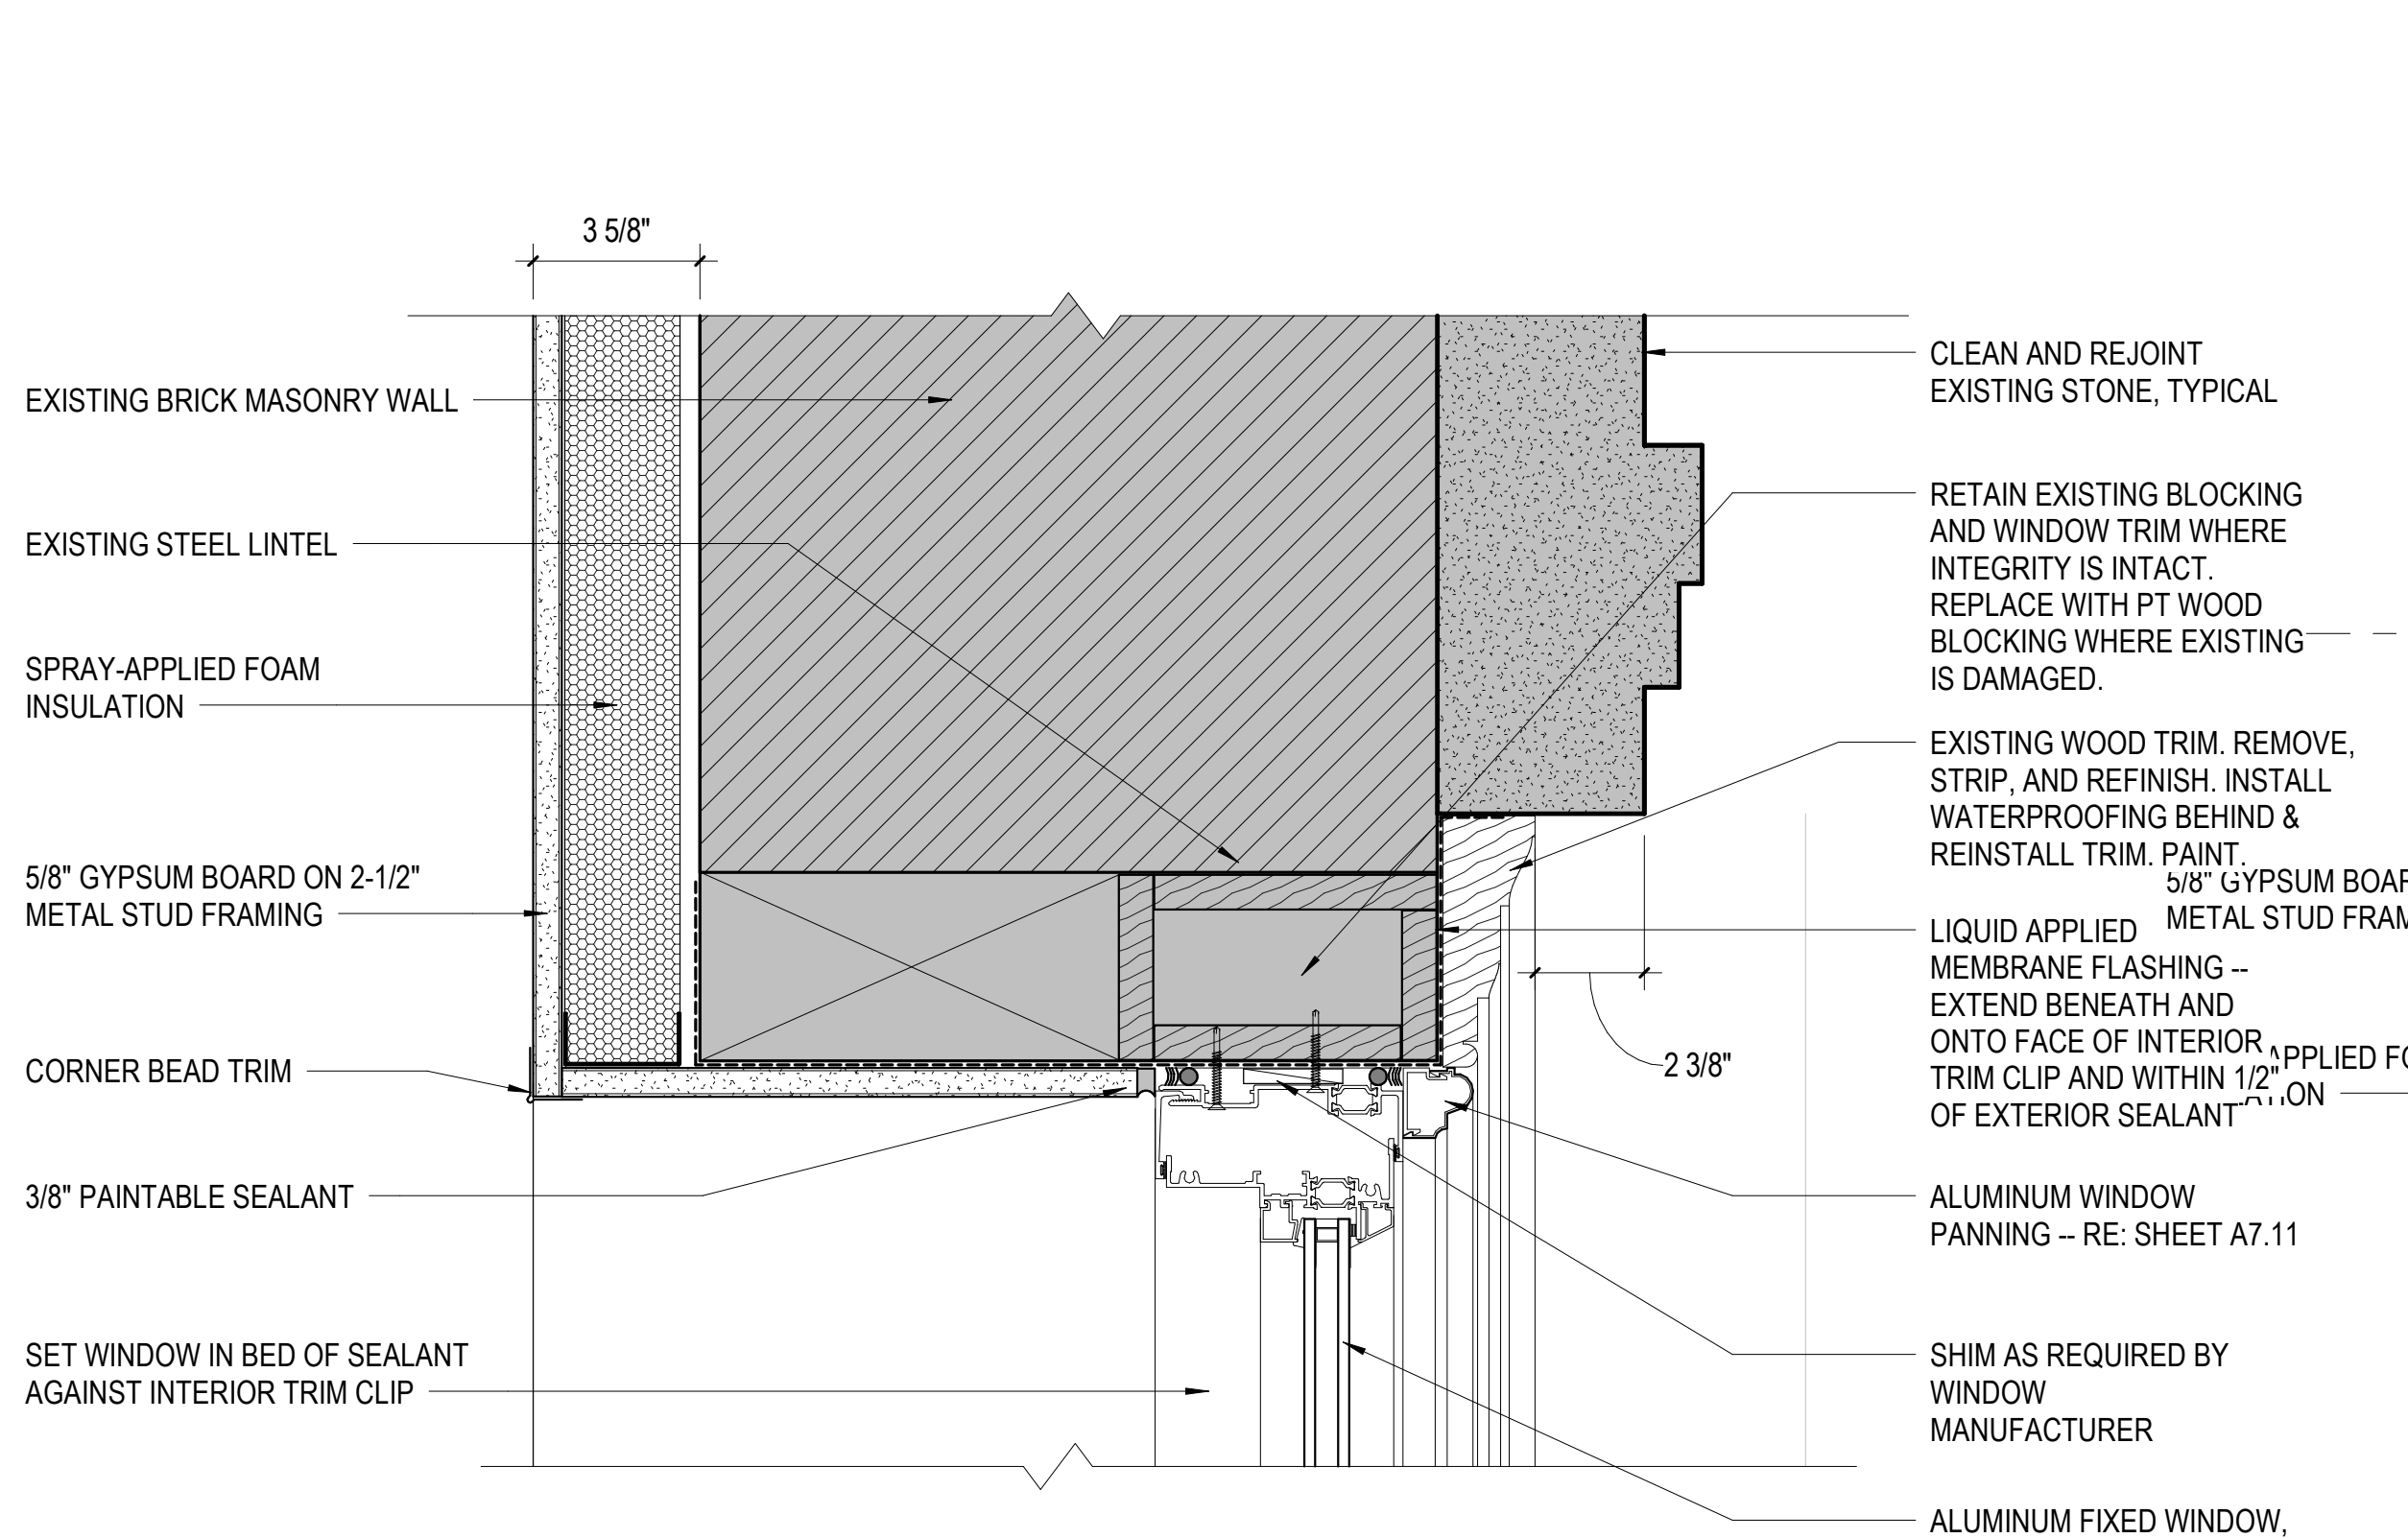 3 5/8"
EXISTING BRICK MASONRY WALL
EXISTING STEEL LINTEL
SPRAY-APPLIED FOAM
INSULATION
5/8" GYPSUM BOARD ON 2-1/2"
METAL STUD FRAMING
CORNER BEAD TRIM
3/8" PAINTABLE SEALANT
SET WINDOW IN BED OF SEALANT
AGAINST INTERIOR TRIM CLIP
2 3/8"
CLEAN AND REJOINT
EXISTING STONE, TYPICAL
RETAIN EXISTING BLOCKING
AND WINDOW TRIM WHERE
INTEGRITY IS INTACT.
REPLACE WITH PT WOOD
BLOCKING WHERE EXISTING
IS DAMAGED.
EXISTING WOOD TRIM. REMOVE,
STRIP, AND REFINISH. INSTALL
WATERPROOFING BEHIND &
REINSTALL TRIM. PAINT.
LIQUID APPLIED
MEMBRANE FLASHING --
EXTEND BENEATH AND
ONTO FACE OF INTERIOR
TRIM CLIP AND WITHIN 1/2"
OF EXTERIOR SEALANT
ALUMINUM WINDOW
PANNING -- RE: SHEET A7.11
SHIM AS REQUIRED BY
WINDOW
MANUFACTURER
ALUMINUM FIXED WINDOW,
5/8" GYPSUM
METAL STUD